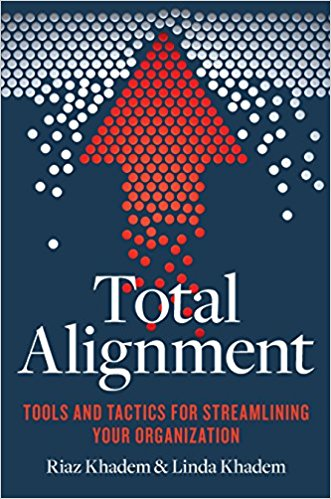 Total
Alignment
TOOLS AND TACTICS FOR STREAMLINING
YOUR ORGANIZATION
Riaz Khadem & Linda Khadem